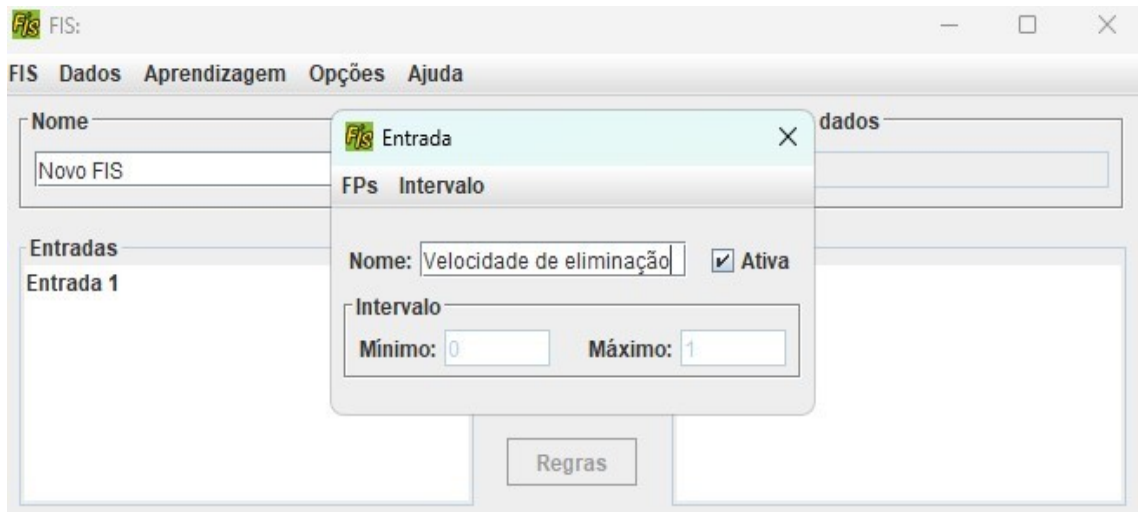 Fis FIS:
FIS Dados Aprendizagem Opções Ajuda
Nome
Novo FIS
dados
Fis Entrada
FPs Intervalo
Nome: Velocidade de eliminação Ativa
Intervalo
Mínimo: 0 Máximo: 1
Entradas
Entrada 1
Regras